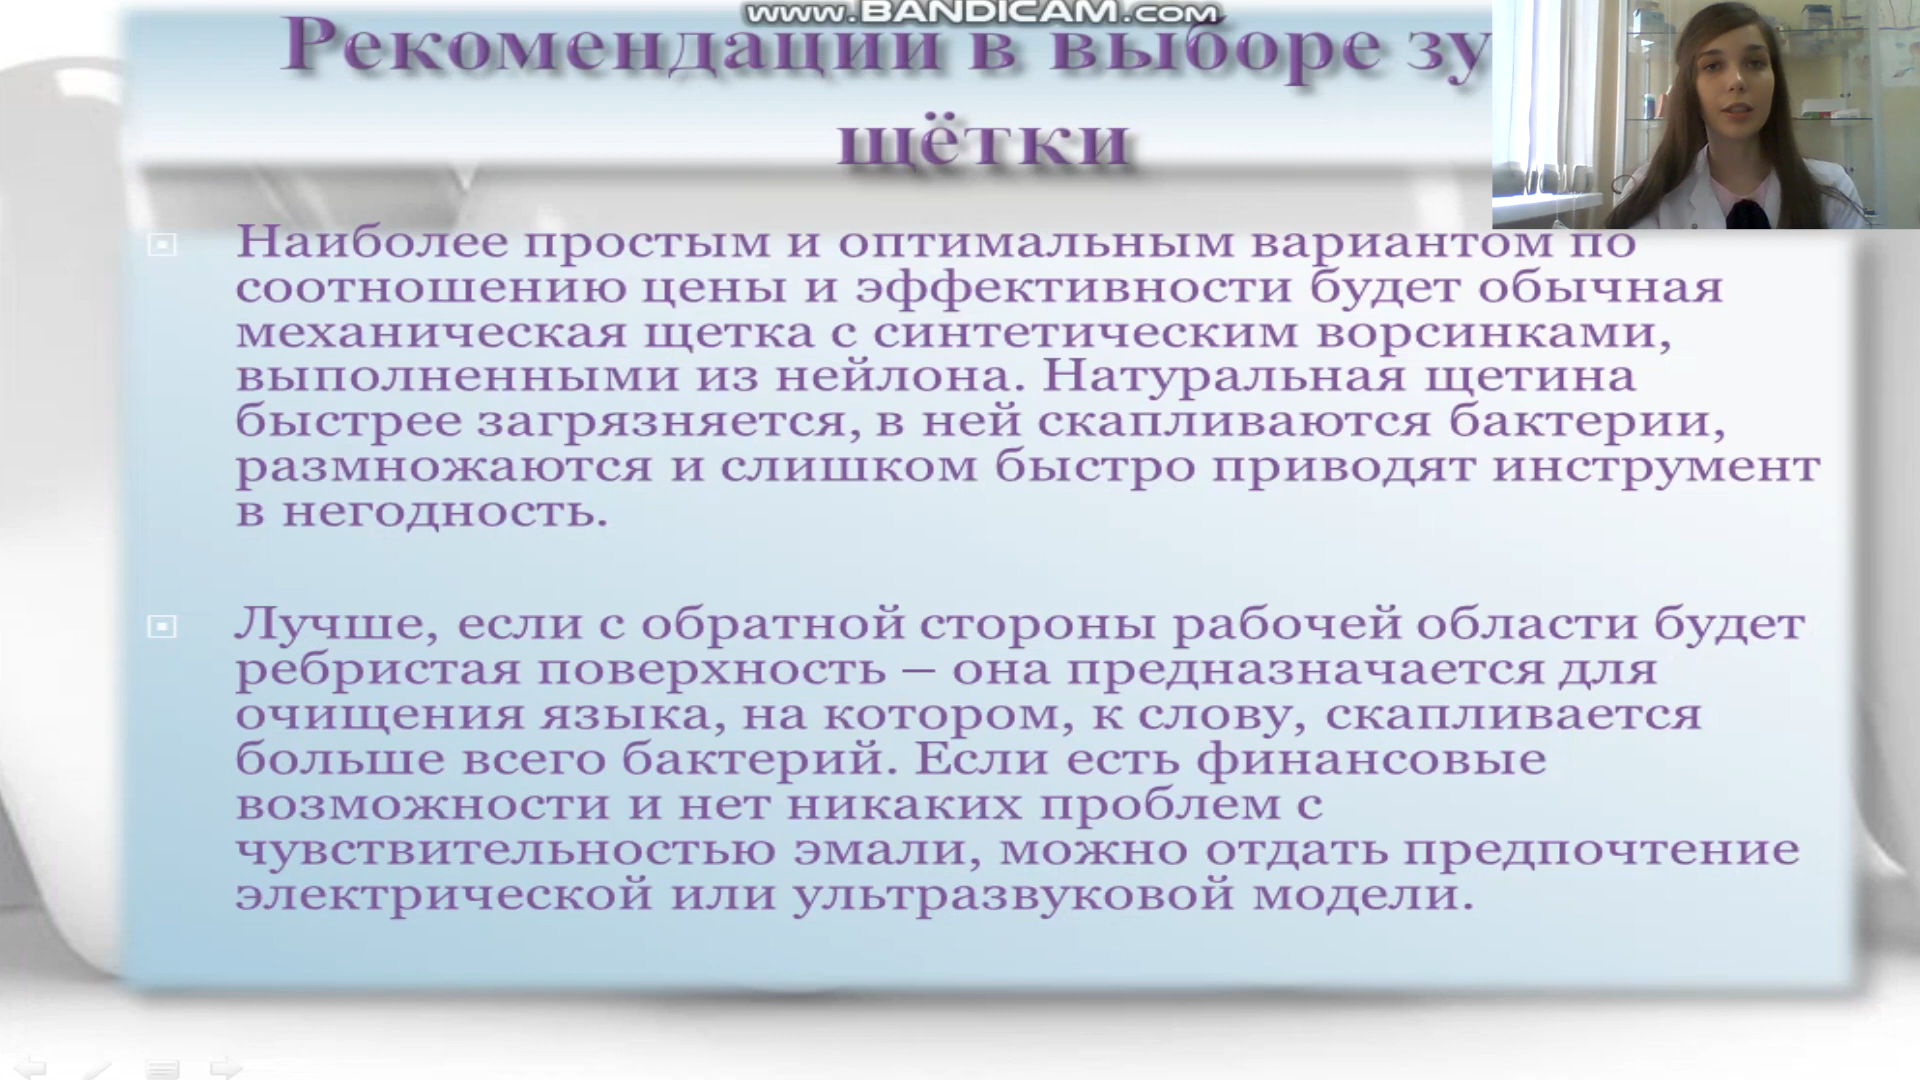 www.BANDICAM.com
Рекомендации в выборе
щётки
Наиболее простым и оптимальным вариантом по
соотношению цены и эффективности будет обычная
механическая щетка с синтетическим ворсинками,
выполненными из нейлона. Натуральная щетина
быстрее загрязняется, в ней скапливаются бактерии,
размножаются и слишком быстро приводят инструмент
в негодность.
Лучше, если с обратной стороны рабочей области будет
ребристая поверхность – она предназначается для
очищения языка, на котором, к слову, скапливается
больше всего бактерий. Если есть финансовые
возможности и нет никаких проблем с
чувствительностью эмали, можно отдать предпочтение
электрической или ультразвуковой модели.